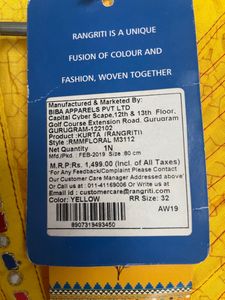 RANGRITI IS A UNIQUE
FUSION OF COLOUR AND
FASHION, WOVEN TOGETHER
Manufactured & Marketed By:
BIBA APPARELS PVT LTD
Capital Cyber Scape,12th & 13th Floor,
Golf Course Extension Road, Gurugram
GURUGRAM-122102
Product :KURTA (RANGRITI)
Style :RMMFLORAL M3112
Net Quantity 1N
Mfd./Pkd. :FEB-2019 Size :80 cm
M.R.P:Rs. 1,499.00 (Incl. of All Taxes)
For Any Feedback/Complaint Please Contact
Our Customer Care Manager Addressed above/
Or Call us at : 011-41169006 Or Write us at
Email id : customercare@rangriti.com
Color: YELLOW RR Size: 32
AW19
8907319493450